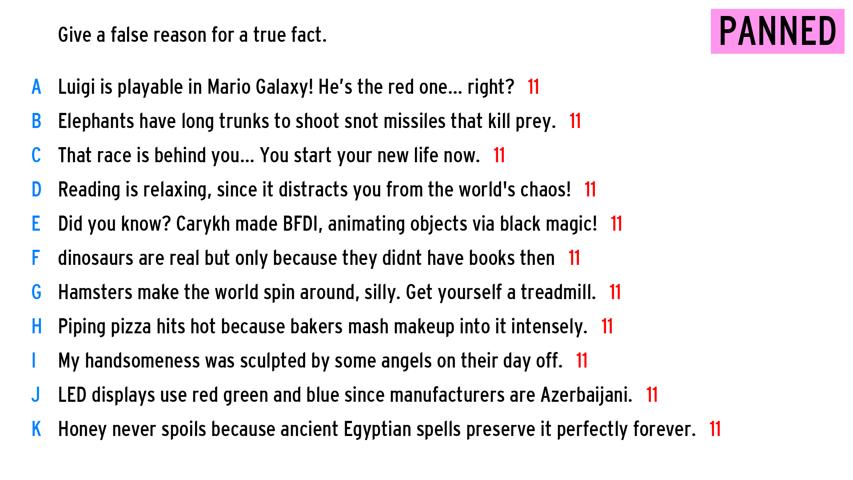 Give a false reason for a true fact.
PANNED
A Luigi is playable in Mario Galaxy! He's the red one... right? 11
B Elephants have long trunks to shoot snot missiles that kill prey. 11
C That race is behind you... You start your new life now. 11
D Reading is relaxing, since it distracts you from the world's chaos! 11
E Did you know? Carykh made BFDI, animating objects via black magic! 11
F dinosaurs are real but only because they didnt have books then 11
G Hamsters make the world spin around, silly. Get yourself a treadmill. 11
H Piping pizza hits hot because bakers mash makeup into it intensely. 11
I My handsomeness was sculpted by some angels on their day off. 11
J LED displays use red green and blue since manufacturers are Azerbaijani. 11
K Honey never spoils because ancient Egyptian spells preserve it perfectly forever. 11